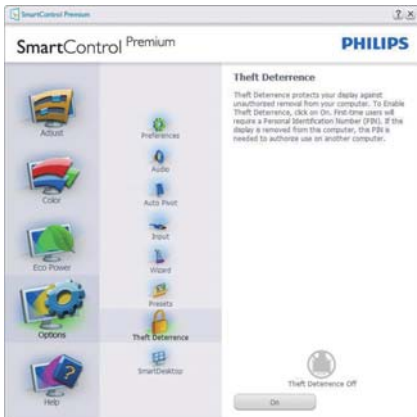 SmartControl Premium
? x
SmartControl Premium
PHILIPS
Adjust
Color
Eco Power
Options
Help
Preferences
Audio
Auto Pivot
Input
Wizard
Presets
Theft Deterrence
SmartDesktop
Theft Deterrence
Theft Deterrence protects your display against
unauthorized removal from your computer. To Enable
Theft Deterrence, click on On. First-time users will
require a Personal Identification Number (PIN). If the
display is removed from the computer, the PIN is
needed to authorize use on another computer.
Theft Deterrence Off
On